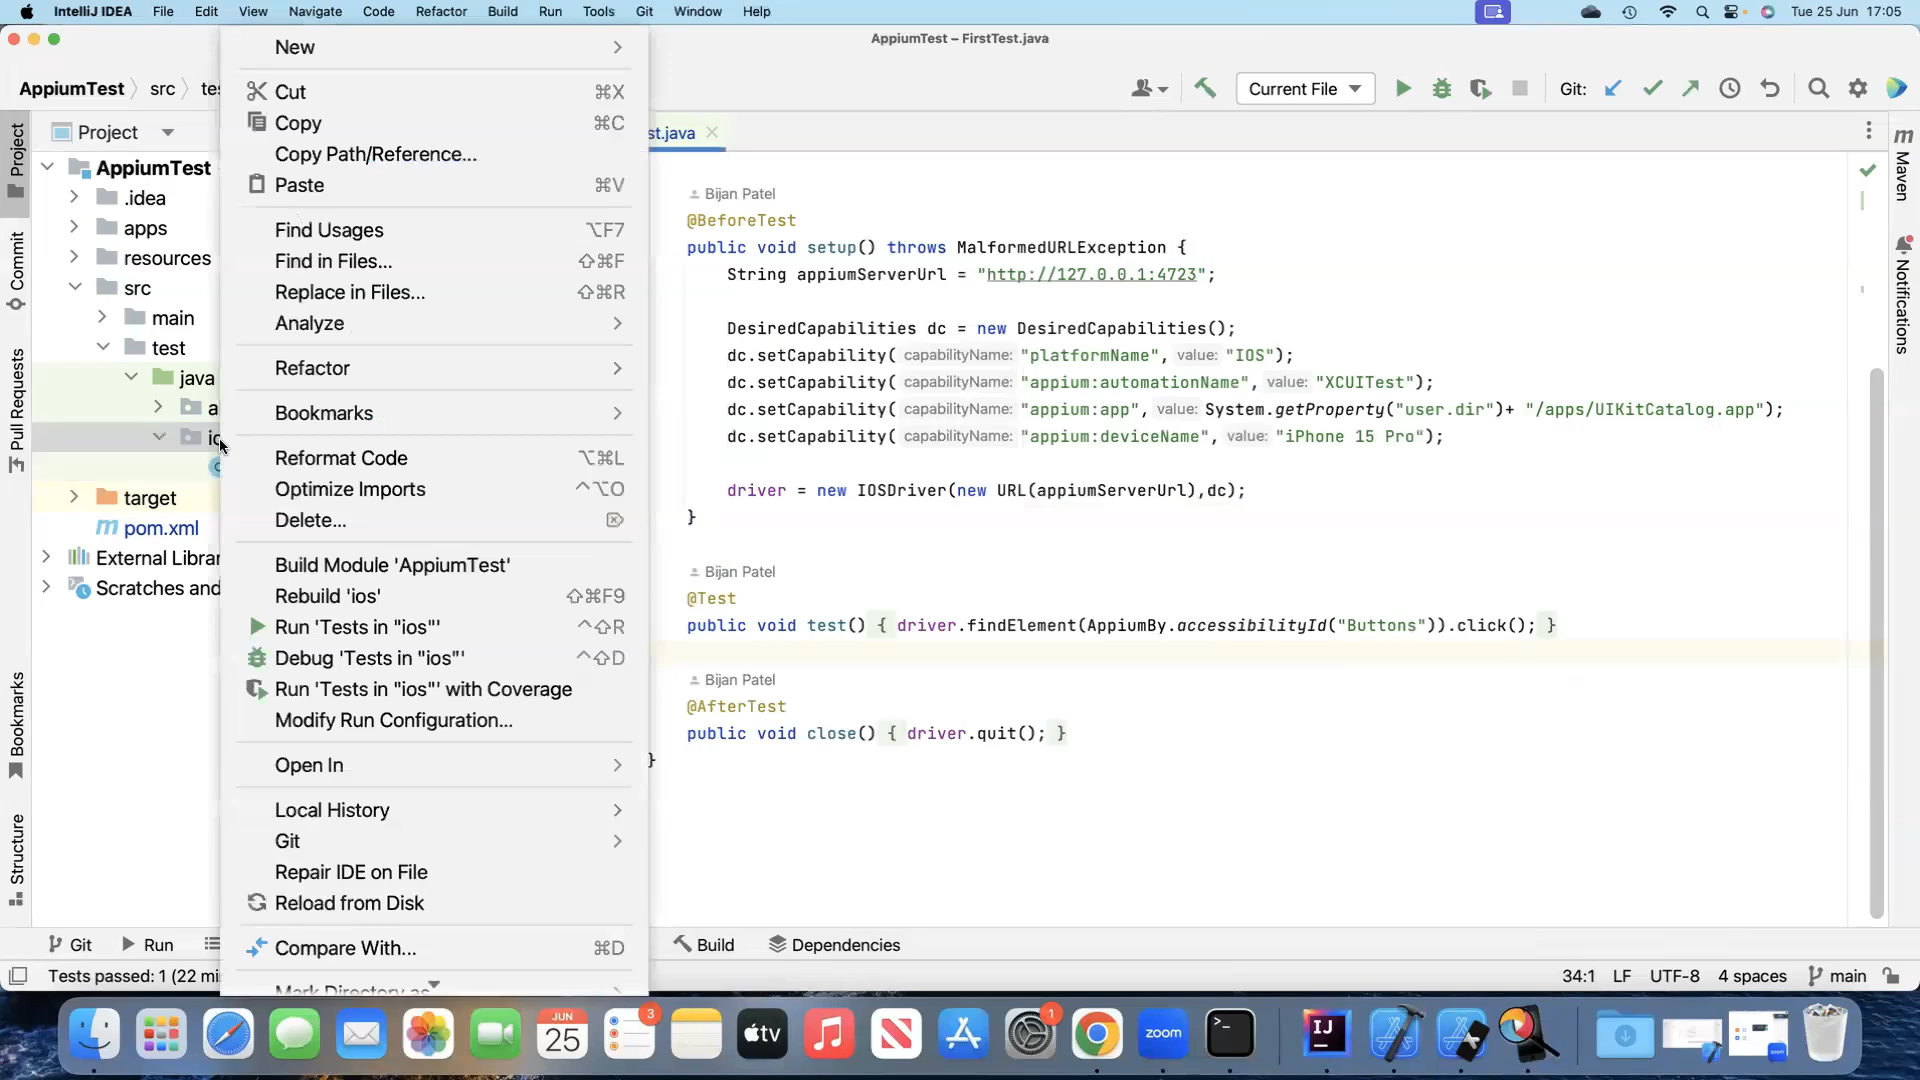 IntelliJ IDEA File Edit View Navigate Code Refactor Build Run Tools Git Window Help Tue 25 Jun 17:05
AppiumTest – FirstTest.java
AppiumTest src
Current File
Git:
Project
AppiumTest
.idea
apps
resources
src
main
test
java
target
pom.xml
External Librar
Scratches and
Project
Commit
Pull Requests
Bookmarks
Structure
New
Cut ⌘X
Copy ⌘C
Copy Path/Reference...
Paste ⌘V
Find Usages ⌥F7
Find in Files... ⇧⌘F
Replace in Files... ⇧⌘R
Analyze
Refactor
Bookmarks
Reformat Code ⌥⌘L
Optimize Imports ^⌥O
Delete... ⌦
Build Module 'AppiumTest'
Rebuild 'ios' ⇧⌘F9
Run 'Tests in "ios"' ^⇧R
Debug 'Tests in "ios"' ^⇧D
Run 'Tests in "ios"' with Coverage
Modify Run Configuration...
Open In
Local History
Git
Repair IDE on File
Reload from Disk
Compare With... ⌘D
Mark Directory as
st.java
Bijan Patel
@BeforeTest
public void setup() throws MalformedURLException {
String appiumServerUrl = "http://127.0.0.1:4723";
DesiredCapabilities dc = new DesiredCapabilities();
dc.setCapability( capabilityName: "platformName", value: "IOS");
dc.setCapability( capabilityName: "appium:automationName", value: "XCUITest");
dc.setCapability( capabilityName: "appium:app", value: System.getProperty("user.dir")+ "/apps/UIKitCatalog.app");
dc.setCapability( capabilityName: "appium:deviceName", value: "iPhone 15 Pro");
driver = new IOSDriver(new URL(appiumServerUrl),dc);
}
Bijan Patel
@Test
public void test() { driver.findElement(AppiumBy.accessibilityId("Buttons")).click(); }
Bijan Patel
@AfterTest
public void close() { driver.quit(); }
}
m
Maven
Notifications
Git Run Build Dependencies
Tests passed: 1 (22 mi
34:1 LF UTF-8 4 spaces main
JUN
25
3
tv
1
zoom
>_
IJ